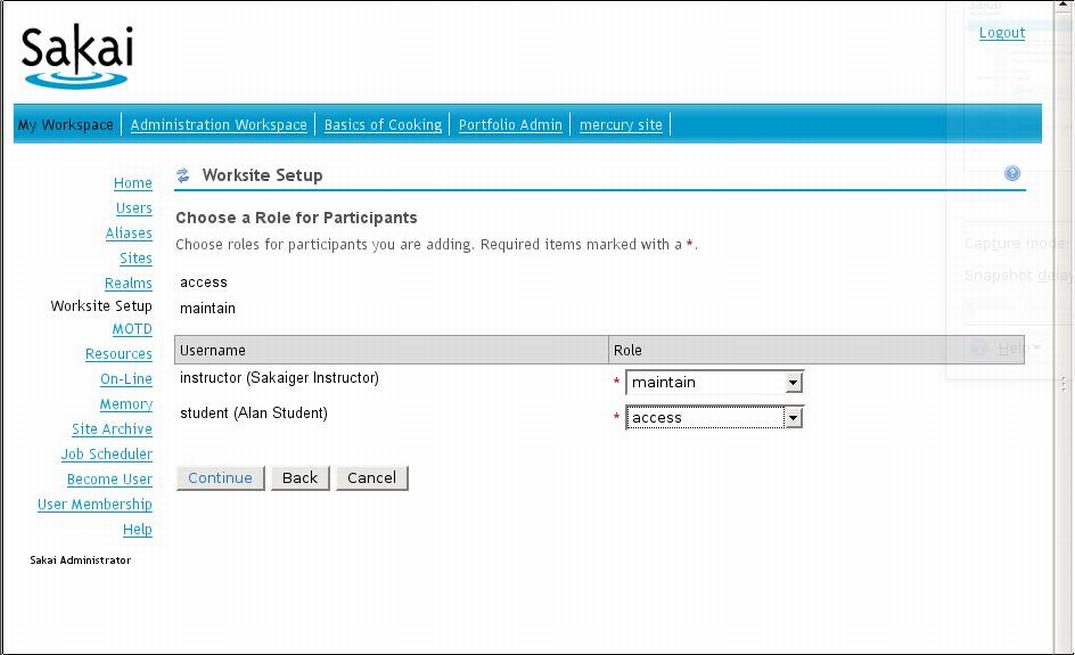 Sakai
Logout
My Workspace Administration Workspace Basics of Cooking Portfolio Admin mercury site
Worksite Setup
Home
Users
Aliases
Sites
Realms
Worksite Setup
MOTD
Resources
On-Line
Memory
Site Archive
Job Scheduler
Become User
User Membership
Help
Sakai Administrator
Choose a Role for Participants
Choose roles for participants you are adding. Required items marked with a *.
access
maintain
Username Role
instructor (Sakaiger Instructor) * maintain
student (Alan Student) * access
Continue Back Cancel
Capture mode:
Snapshot delay
Help